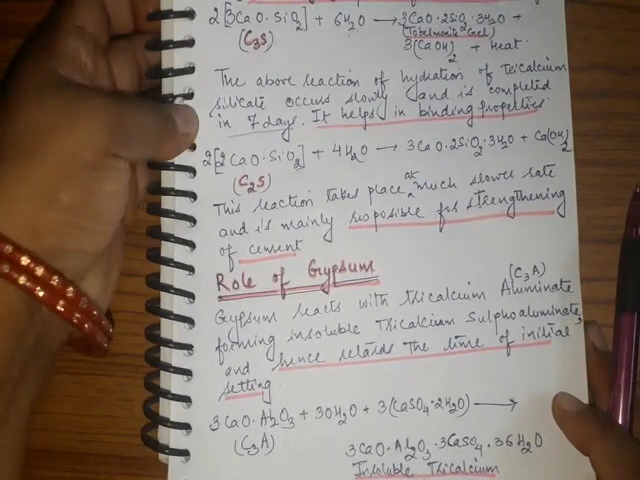 2[3CaO·SiO₂] + 6H₂O → 3CaO·2SiO₂·3H₂O +
(C₃S) (Tobelmonite Gel)
3(CaOH)₂ + Heat.
The above reaction of hydration of Tricalcium
silicate occurs slowly and is completed
in 7 days. It helps in binding properties.
2[2CaO·SiO₂] + 4H₂O → 3CaO·2SiO₂·3H₂O + Ca(OH)₂
(C₂S)
This reaction takes place at much slower rate
and is mainly resposible for strengthening
of cement
Role of Gypsum
(C₃A)
Gypsum reacts with tricalcium Aluminate
forming insoluble Tricalcium Sulphoaluminate,
and hence retards the time of initial
setting.
3CaO·Al₂O₃ + 30H₂O + 3(CaSO₄·2H₂O) →
(C₃A)
3CaO·Al₂O₃·3CaSO₄·36H₂O
Insoluble Tricalcium